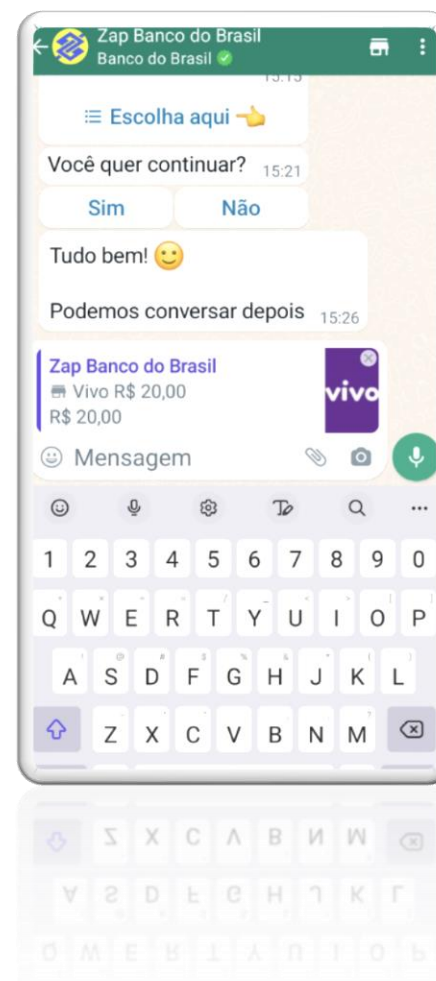 Zap Banco do Brasil
Banco do Brasil
15:15
Escolha aqui
Você quer continuar? 15:21
Sim Não
Tudo bem! 
Podemos conversar depois 15:26
Zap Banco do Brasil
Vivo R$ 20,00
R$ 20,00
vivo
Mensagem
1 2 3 4 5 6 7 8 9 0
Q W E R T Y U I O P
A S D F G H J K L
Z X C V B N M